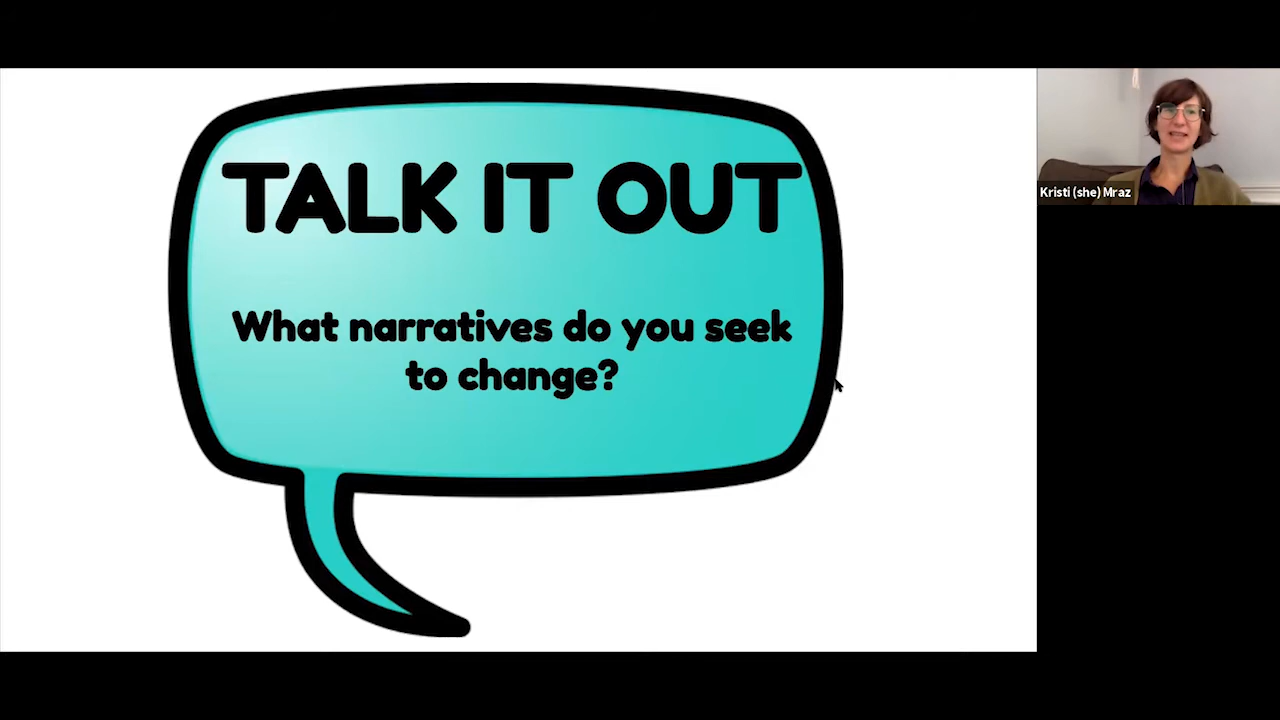 TALK IT OUT
What narratives do you seek
to change?
Kristi (she) Mraz